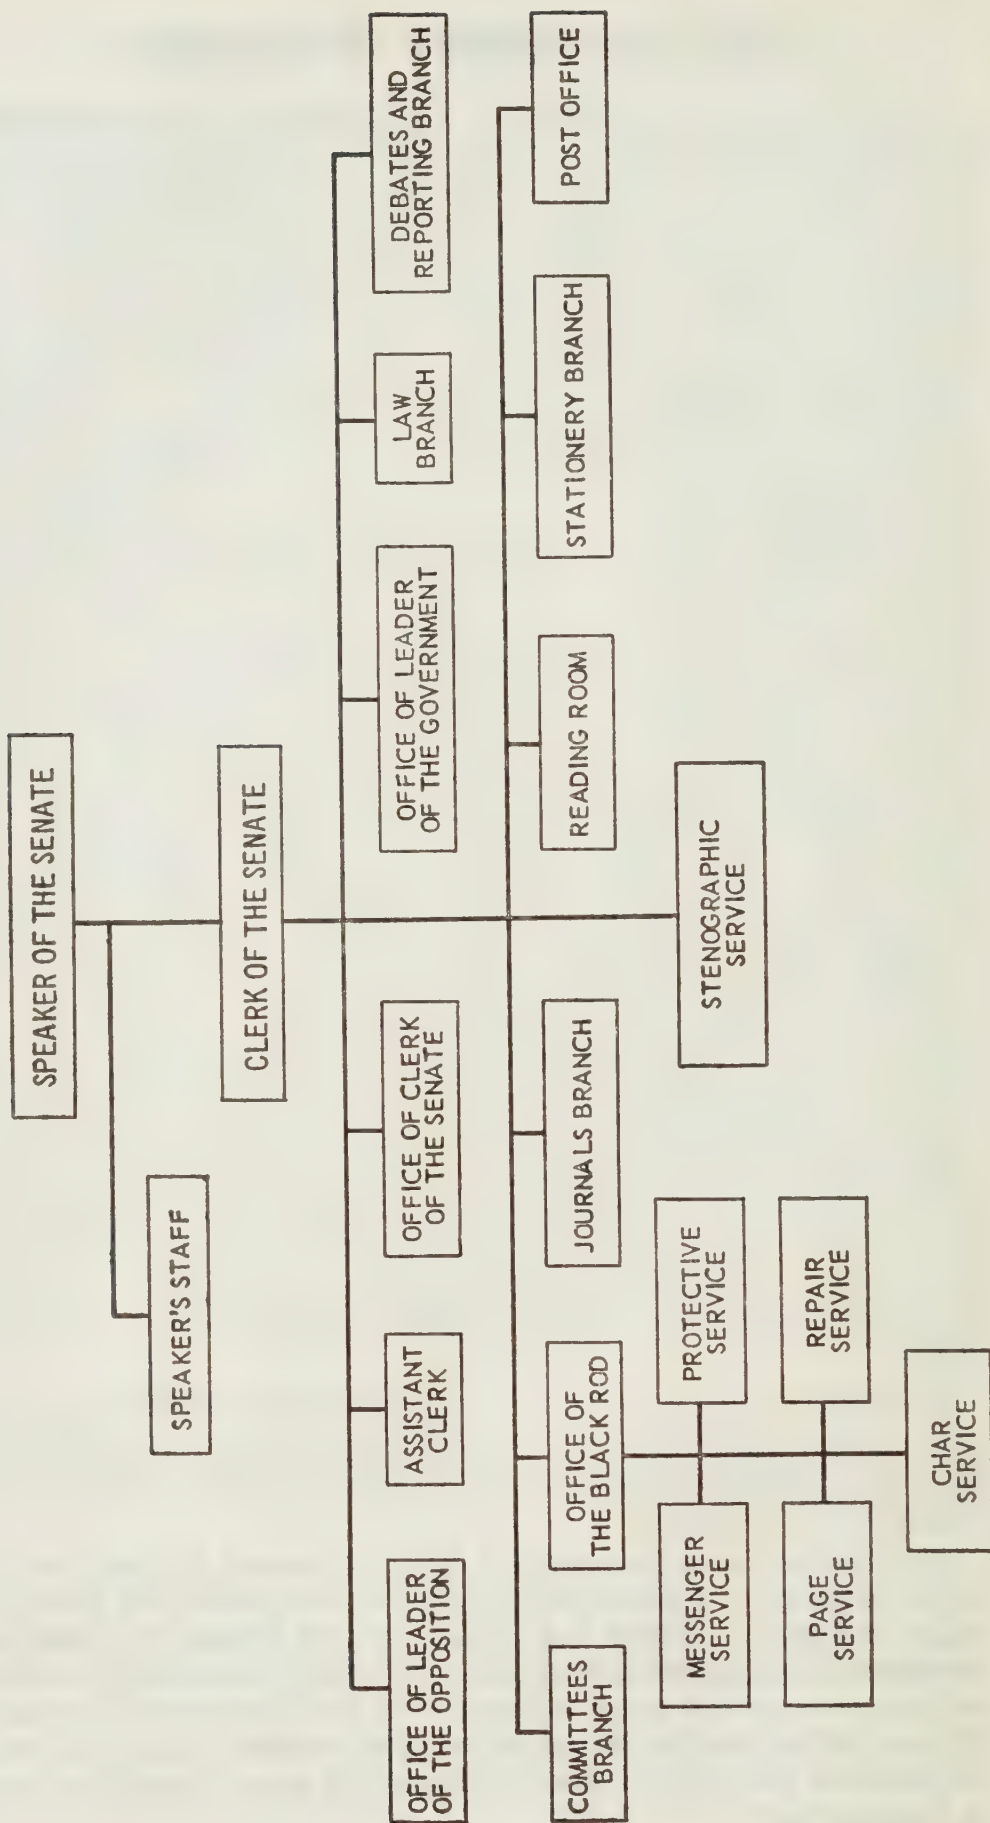 SPEAKER OF THE SENATE
SPEAKER'S STAFF
CLERK OF THE SENATE
OFFICE OF LEADER
OF THE OPPOSITION
ASSISTANT
CLERK
OFFICE OF CLERK
OF THE SENATE
OFFICE OF LEADER
OF THE GOVERNMENT
LAW
BRANCH
DEBATES AND
REPORTING BRANCH
COMMITTEES
BRANCH
OFFICE OF
THE BLACK ROD
JOURNALS BRANCH
READING ROOM
STATIONERY BRANCH
POST OFFICE
MESSENGER
SERVICE
PROTECTIVE
SERVICE
STENOGRAPHIC
SERVICE
PAGE
SERVICE
REPAIR
SERVICE
CHAR
SERVICE